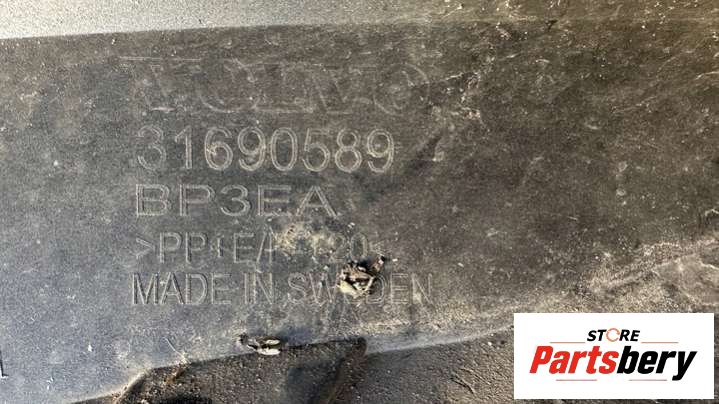 VOLVO
31690589
BP3EA
MADE IN SWEDEN
STORE
Partsbery